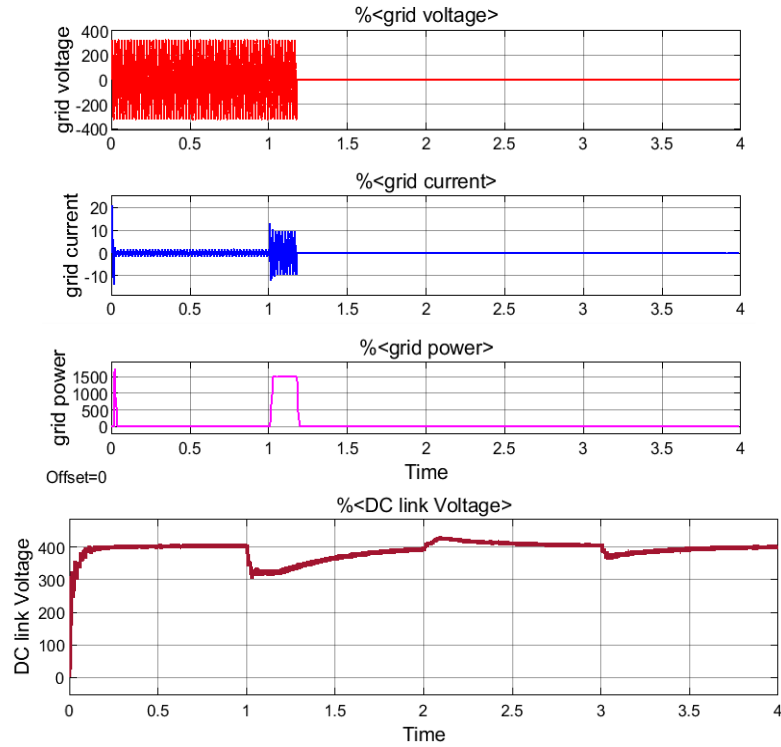 %<grid voltage>
grid voltage
400
200
0
-200
-400
0 0.5 1 1.5 2 2.5 3 3.5 4
%<grid current>
grid current
20
10
0
-10
0 0.5 1 1.5 2 2.5 3 3.5 4
%<grid power>
grid power
1500
1000
500
0
0 0.5 1 1.5 2 2.5 3 3.5 4
Time
Offset=0
%<DC link Voltage>
DC link Voltage
400
300
200
100
0
0 0.5 1 1.5 2 2.5 3 3.5 4
Time